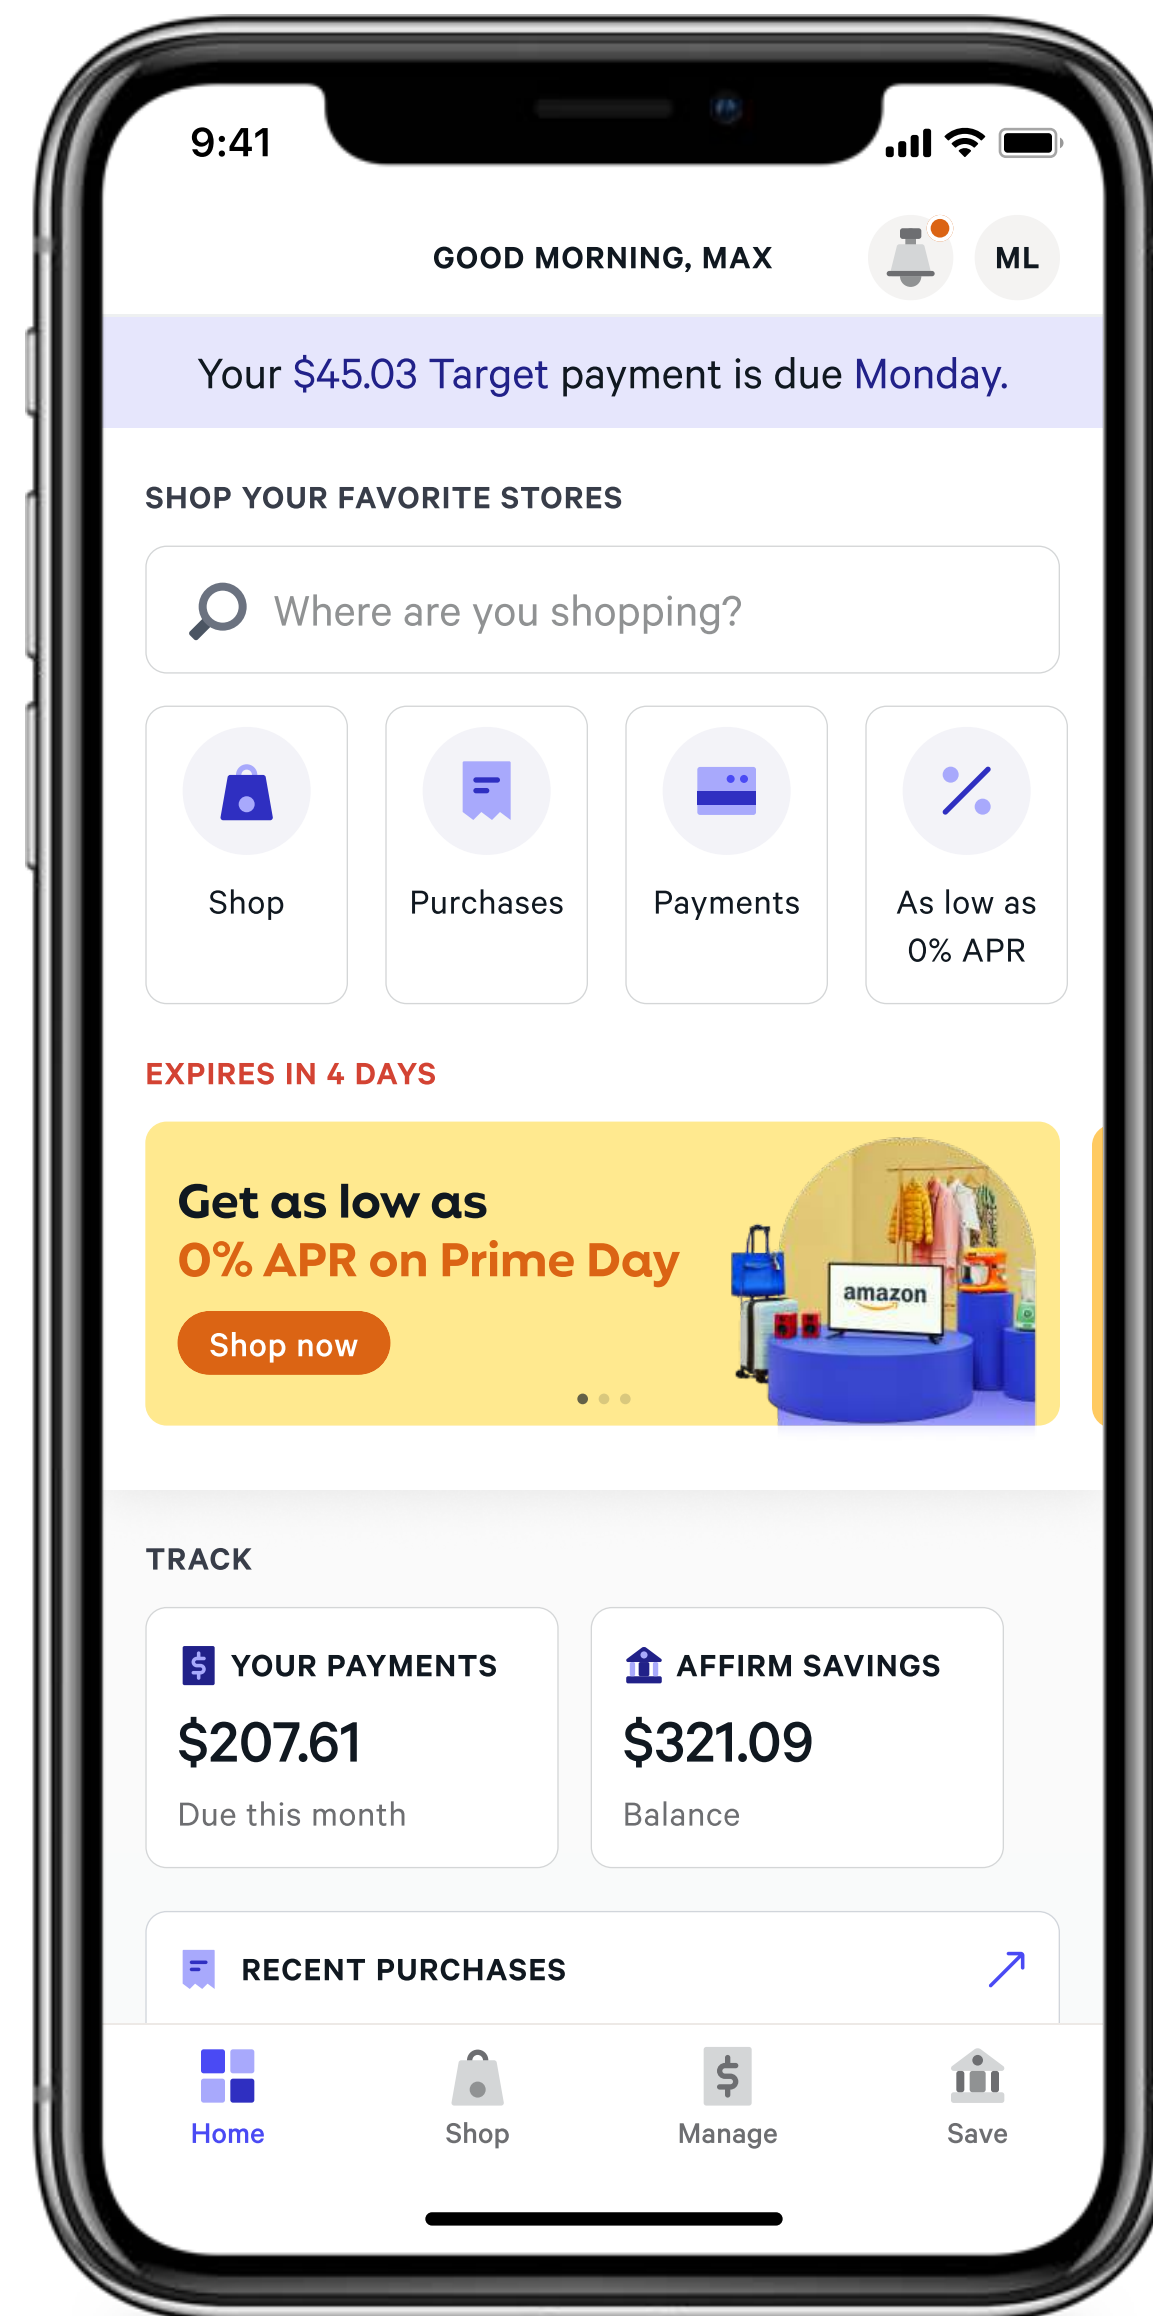 9:41
GOOD MORNING, MAX
ML
Your $45.03 Target payment is due Monday.
SHOP YOUR FAVORITE STORES
Where are you shopping?
Shop
Purchases
Payments
As low as
0% APR
EXPIRES IN 4 DAYS
Get as low as
0% APR on Prime Day
amazon
Shop now
TRACK
$ YOUR PAYMENTS
$207.61
Due this month
AFFIRM SAVINGS
$321.09
Balance
RECENT PURCHASES
$
Home
Shop
Manage
Save